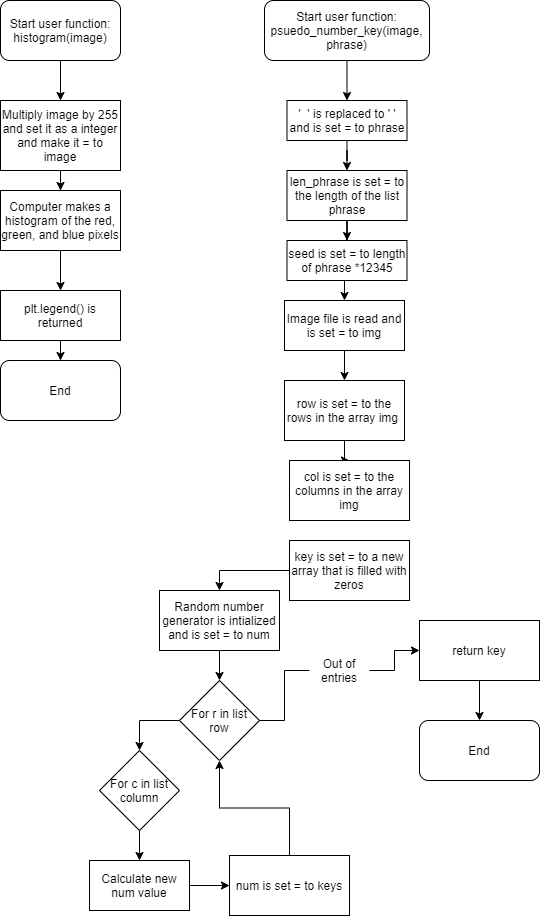 Start user function:
histogram(image)
Multiply image by 255
and set it as a integer
and make it = to
image
Computer makes a
histogram of the red,
green, and blue pixels
plt.legend() is
returned
End
Start user function:
psuedo_number_key(image,
phrase)
' ' is replaced to ' '
and is set = to phrase
len_phrase is set = to
the length of the list
phrase
seed is set = to length
of phrase *12345
Image file is read and
is set = to img
row is set = to the
rows in the array img
col is set = to the
columns in the array
img
key is set = to a new
array that is filled with
zeros
Random number
generator is intialized
and is set = to num
For r in list
row
Out of
entries
return key
End
For c in list
column
Calculate new
num value
num is set = to keys